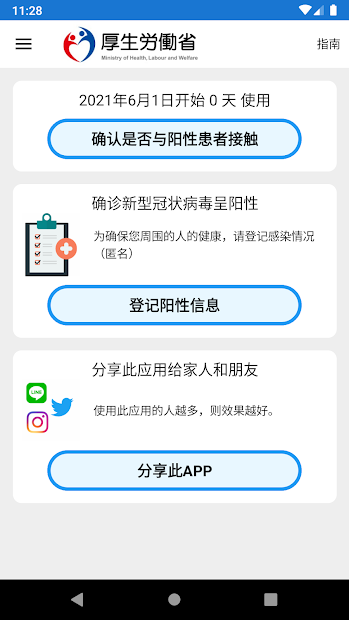 11:28
厚生労働省
Ministry of Health, Labour and Welfare
指南
2021年6月1日开始 0 天 使用
确认是否与阳性患者接触
确诊新型冠状病毒呈阳性
为确保您周围的人的健康，请登记感染情况
（匿名）
登记阳性信息
分享此应用给家人和朋友
LINE
使用此应用的人越多，则效果越好。
分享此APP